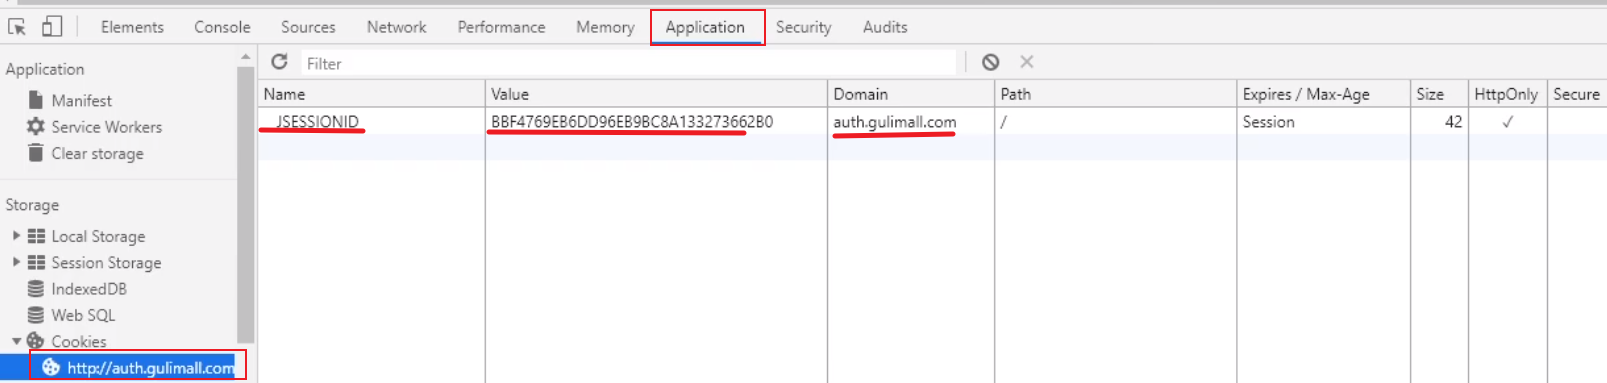 Elements Console Sources Network Performance Memory Application Security Audits
Application
Manifest
Service Workers
Clear storage
Storage
Local Storage
Session Storage
IndexedDB
Web SQL
Cookies
http://auth.gulimall.com
Filter
Name Value Domain Path Expires / Max-Age Size HttpOnly Secure
JSESSIONID BBF4769EB6DD96EB9BC8A133273662B0 auth.gulimall.com / Session 42 ✓